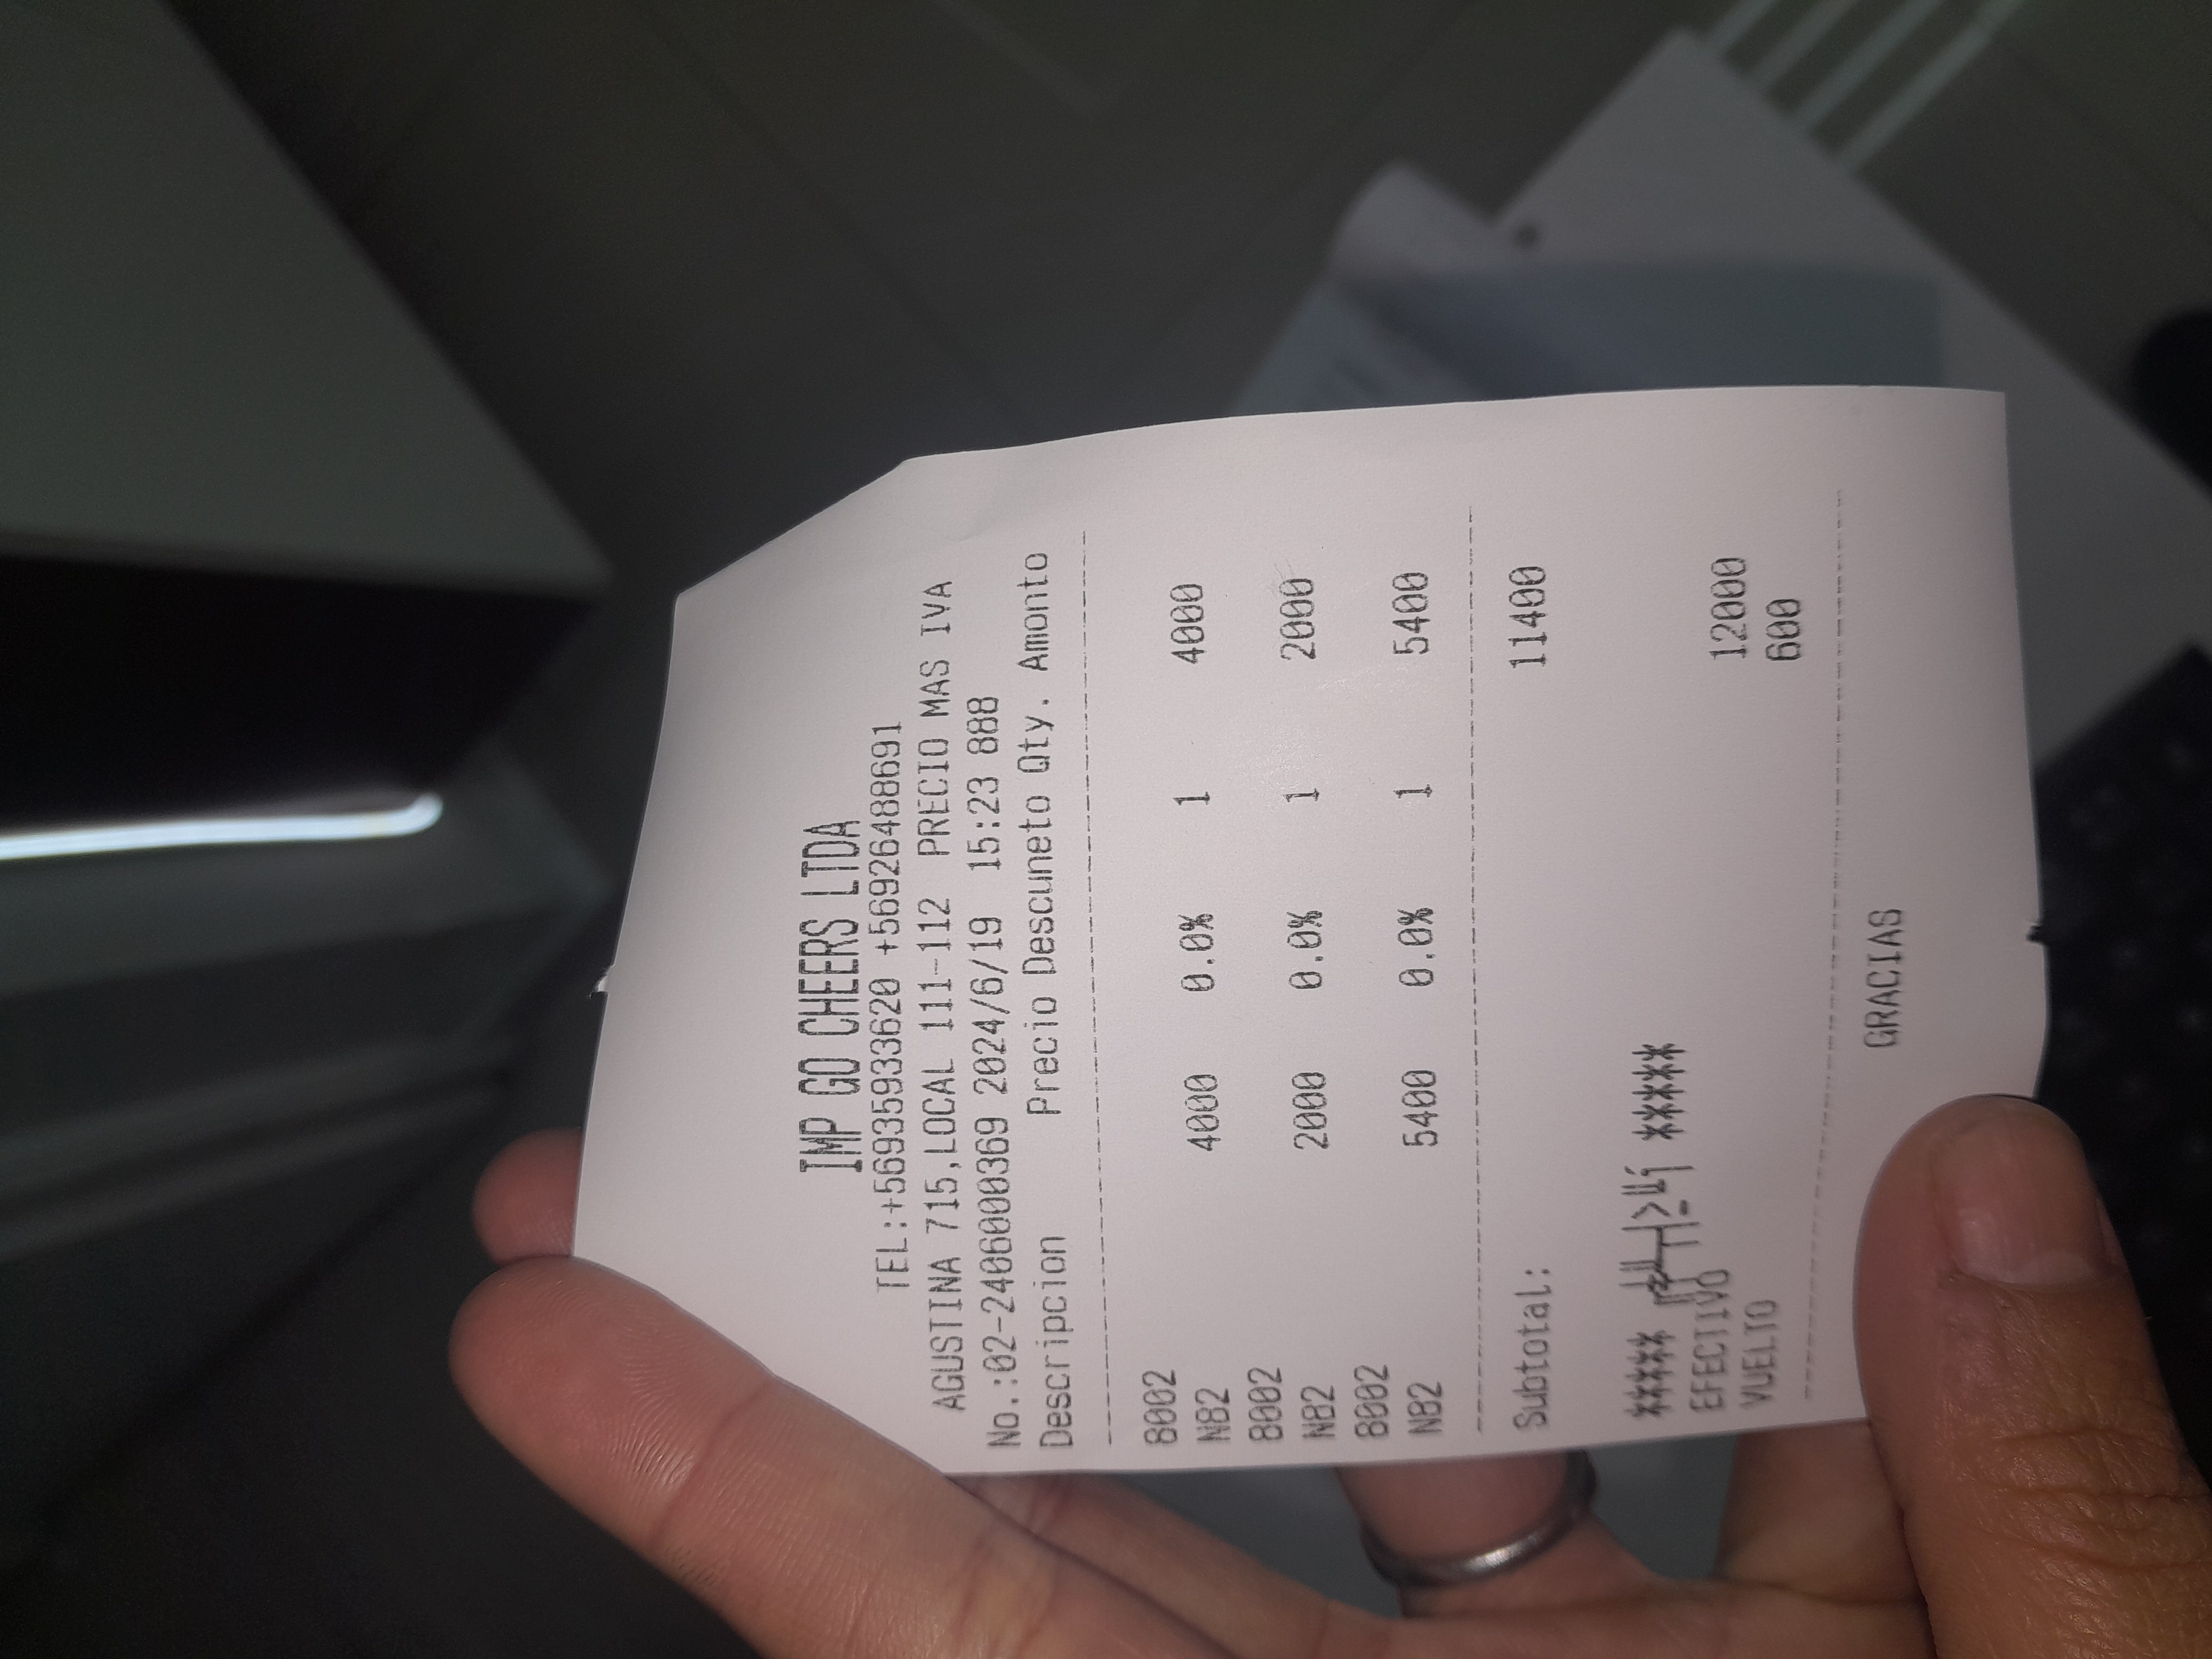 IMP GO CHEERS LTDA
TEL:+56935933620 +56926488691
AGUSTINA 715,LOCAL 111-112 PRECIO MAS IVA
No.:02-2406000369 2024/6/19 15:23 888
Descripcion Precio Descuneto Qty. Amonto
8002
N82 4000 0.0% 1 4000
8002
N82 2000 0.0% 1 2000
8002
N82 5400 0.0% 1 5400
Subtotal: 11400
***** *****
EFECTIVO 12000
VUELTO 600
GRACIAS